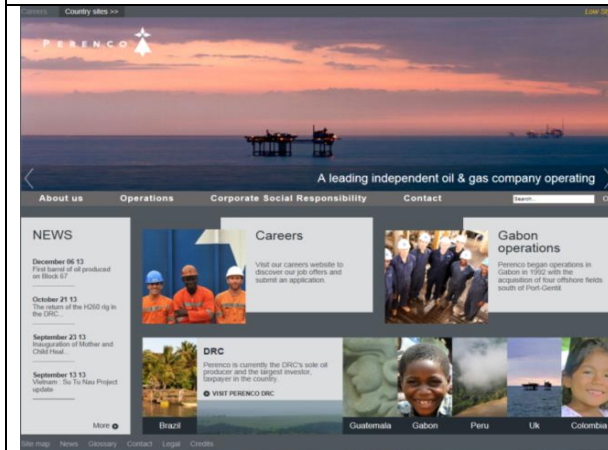 Careers Country sites >>
PERENCO
A leading independent oil & gas company operating
About us Operations Corporate Social Responsibility Contact Search...
NEWS
December 06 13
First barrel of oil produced
on Block 67
October 21 13
The return of the H260 rig in
the DRC...
September 23 13
Inauguration of Mother and
Child Heal...
September 13 13
Vietnam : Su Tu Nau Project
update
More
Careers
Visit our careers website to
discover our job offers and
submit an application.
Gabon
operations
Perenco began operations in
Gabon in 1992 with the
acquisition of four offshore fields
south of Port-Gentil
DRC
Perenco is currently the DRC's sole oil
producer and the largest investor,
taxpayer in the country.
VISIT PERENCO DRC
Brazil Guatemala Gabon Peru Uk Colombia
Site map News Glossary Contact Legal Credits